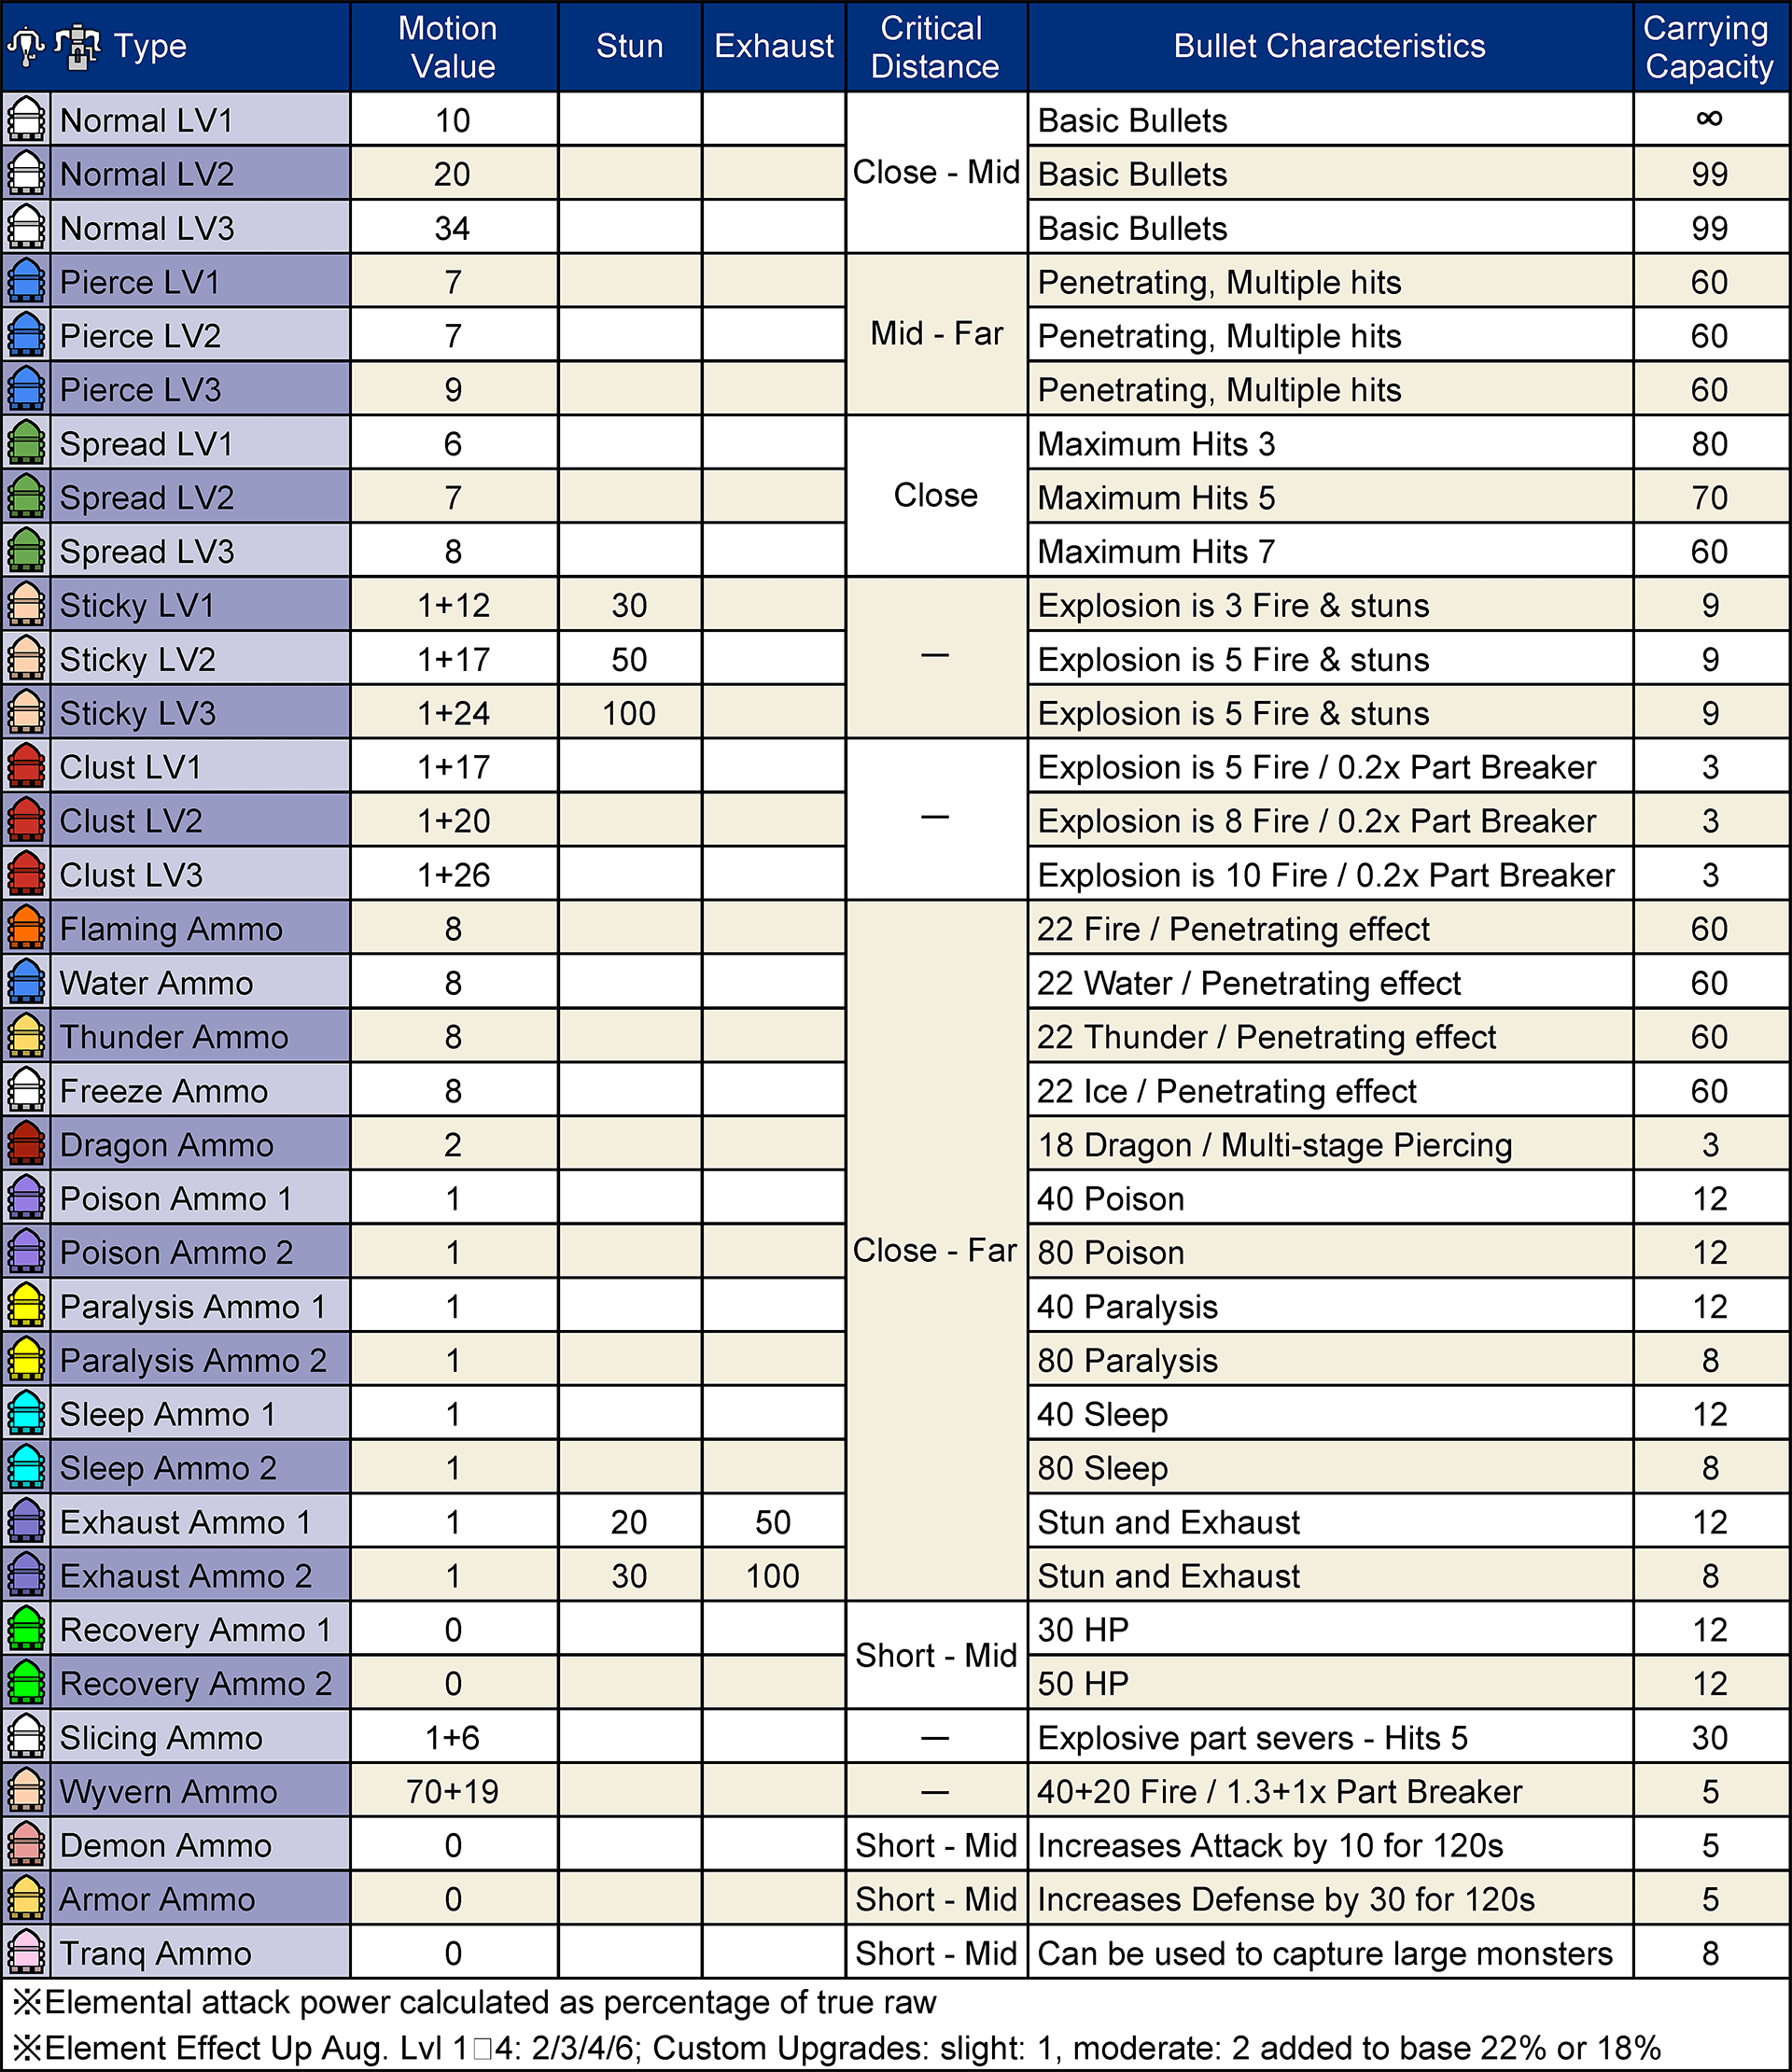 Type Motion Value Stun Exhaust Critical Distance Bullet Characteristics Carrying Capacity
Normal LV1 10 Close - Mid Basic Bullets ∞
Normal LV2 20 Basic Bullets 99
Normal LV3 34 Basic Bullets 99
Pierce LV1 7 Mid - Far Penetrating, Multiple hits 60
Pierce LV2 7 Penetrating, Multiple hits 60
Pierce LV3 9 Penetrating, Multiple hits 60
Spread LV1 6 Close Maximum Hits 3 80
Spread LV2 7 Maximum Hits 5 70
Spread LV3 8 Maximum Hits 7 60
Sticky LV1 1+12 30 — Explosion is 3 Fire & stuns 9
Sticky LV2 1+17 50 Explosion is 5 Fire & stuns 9
Sticky LV3 1+24 100 Explosion is 5 Fire & stuns 9
Clust LV1 1+17 — Explosion is 5 Fire / 0.2x Part Breaker 3
Clust LV2 1+20 Explosion is 8 Fire / 0.2x Part Breaker 3
Clust LV3 1+26 Explosion is 10 Fire / 0.2x Part Breaker 3
Flaming Ammo 8 Close - Far 22 Fire / Penetrating effect 60
Water Ammo 8 22 Water / Penetrating effect 60
Thunder Ammo 8 22 Thunder / Penetrating effect 60
Freeze Ammo 8 22 Ice / Penetrating effect 60
Dragon Ammo 2 18 Dragon / Multi-stage Piercing 3
Poison Ammo 1 1 40 Poison 12
Poison Ammo 2 1 80 Poison 12
Paralysis Ammo 1 1 40 Paralysis 12
Paralysis Ammo 2 1 80 Paralysis 8
Sleep Ammo 1 1 40 Sleep 12
Sleep Ammo 2 1 80 Sleep 8
Exhaust Ammo 1 1 20 50 Stun and Exhaust 12
Exhaust Ammo 2 1 30 100 Stun and Exhaust 8
Recovery Ammo 1 0 Short - Mid 30 HP 12
Recovery Ammo 2 0 50 HP 12
Slicing Ammo 1+6 — Explosive part severs - Hits 5 30
Wyvern Ammo 70+19 — 40+20 Fire / 1.3+1x Part Breaker 5
Demon Ammo 0 Short - Mid Increases Attack by 10 for 120s 5
Armor Ammo 0 Short - Mid Increases Defense by 30 for 120s 5
Tranq Ammo 0 Short - Mid Can be used to capture large monsters 8
※Elemental attack power calculated as percentage of true raw
※Element Effect Up Aug. Lvl 1□4: 2/3/4/6; Custom Upgrades: slight: 1, moderate: 2 added to base 22% or 18%